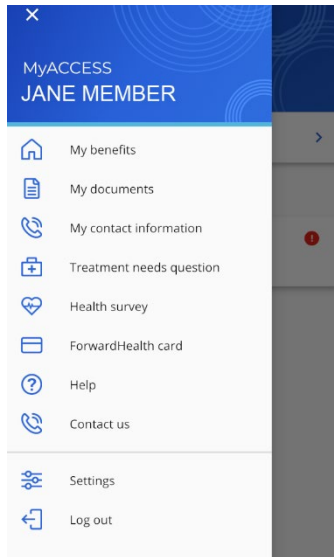 MyACCESS
JANE MEMBER
My benefits
My documents
My contact information
Treatment needs question
Health survey
ForwardHealth card
Help
Contact us
Settings
Log out